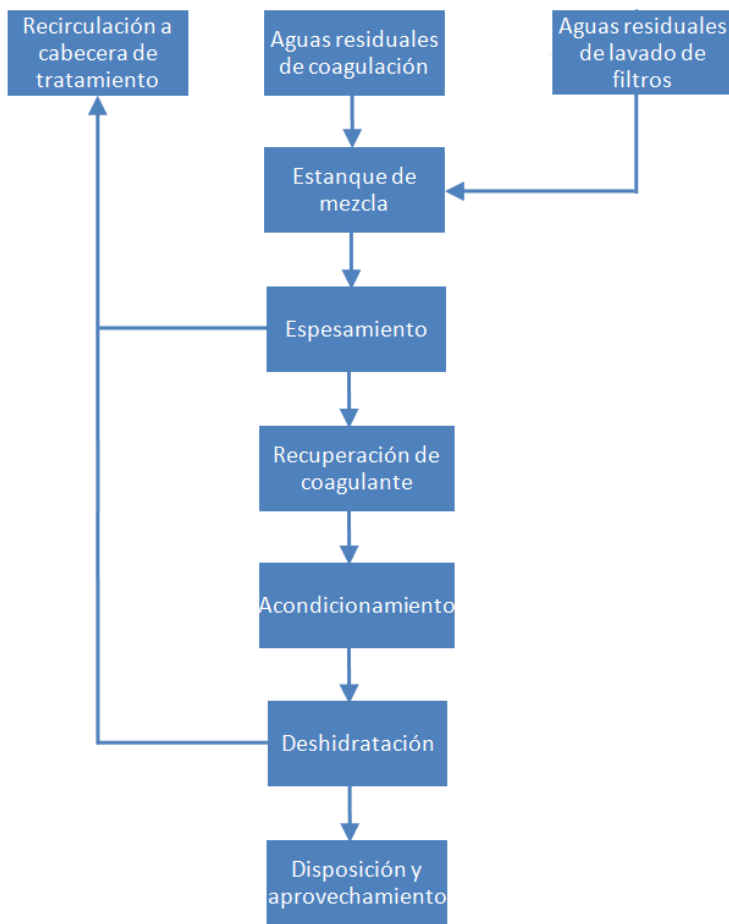 Recirculación a
cabecera de
tratamiento
Aguas residuales
de coagulación
Aguas residuales
de lavado de
filtros
Estanque de
mezcla
Espesamiento
Recuperación de
coagulante
Acondicionamiento
Deshidratación
Disposición y
aprovechamiento